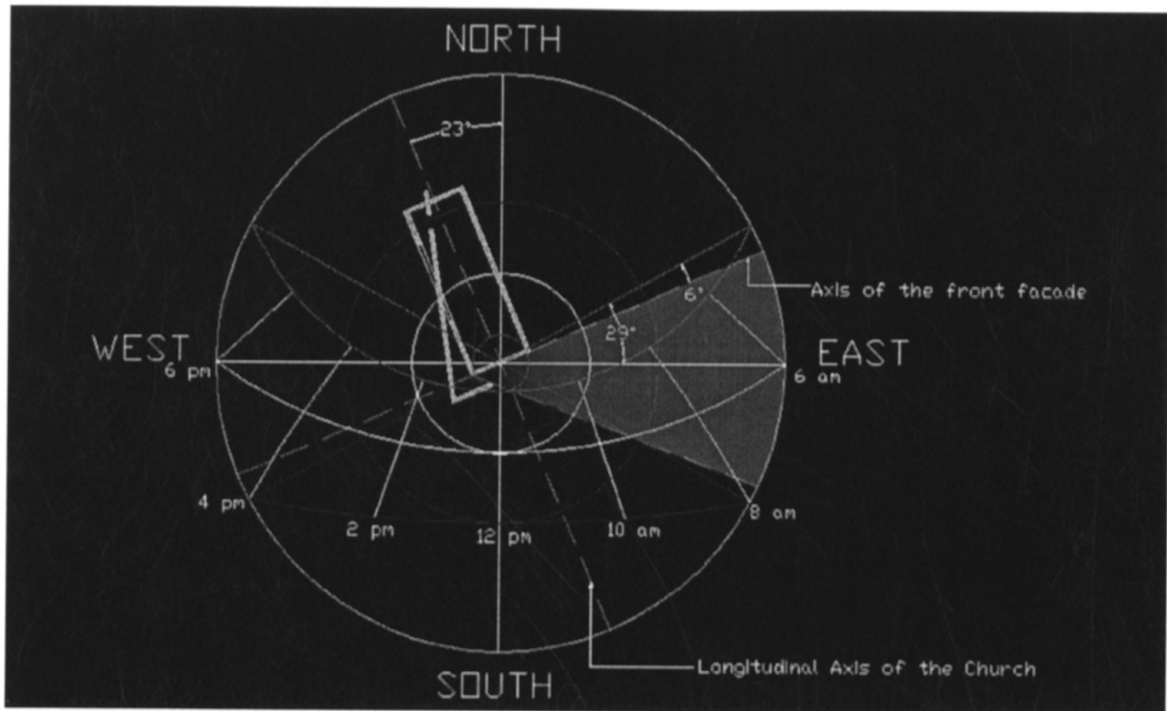 NORTH
23°
6°
Axis of the front facade
29°
WEST
6 pm
EAST
6 am
4 pm
2 pm
12 pm
10 am
8 am
Longitudinal Axis of the Church
SOUTH